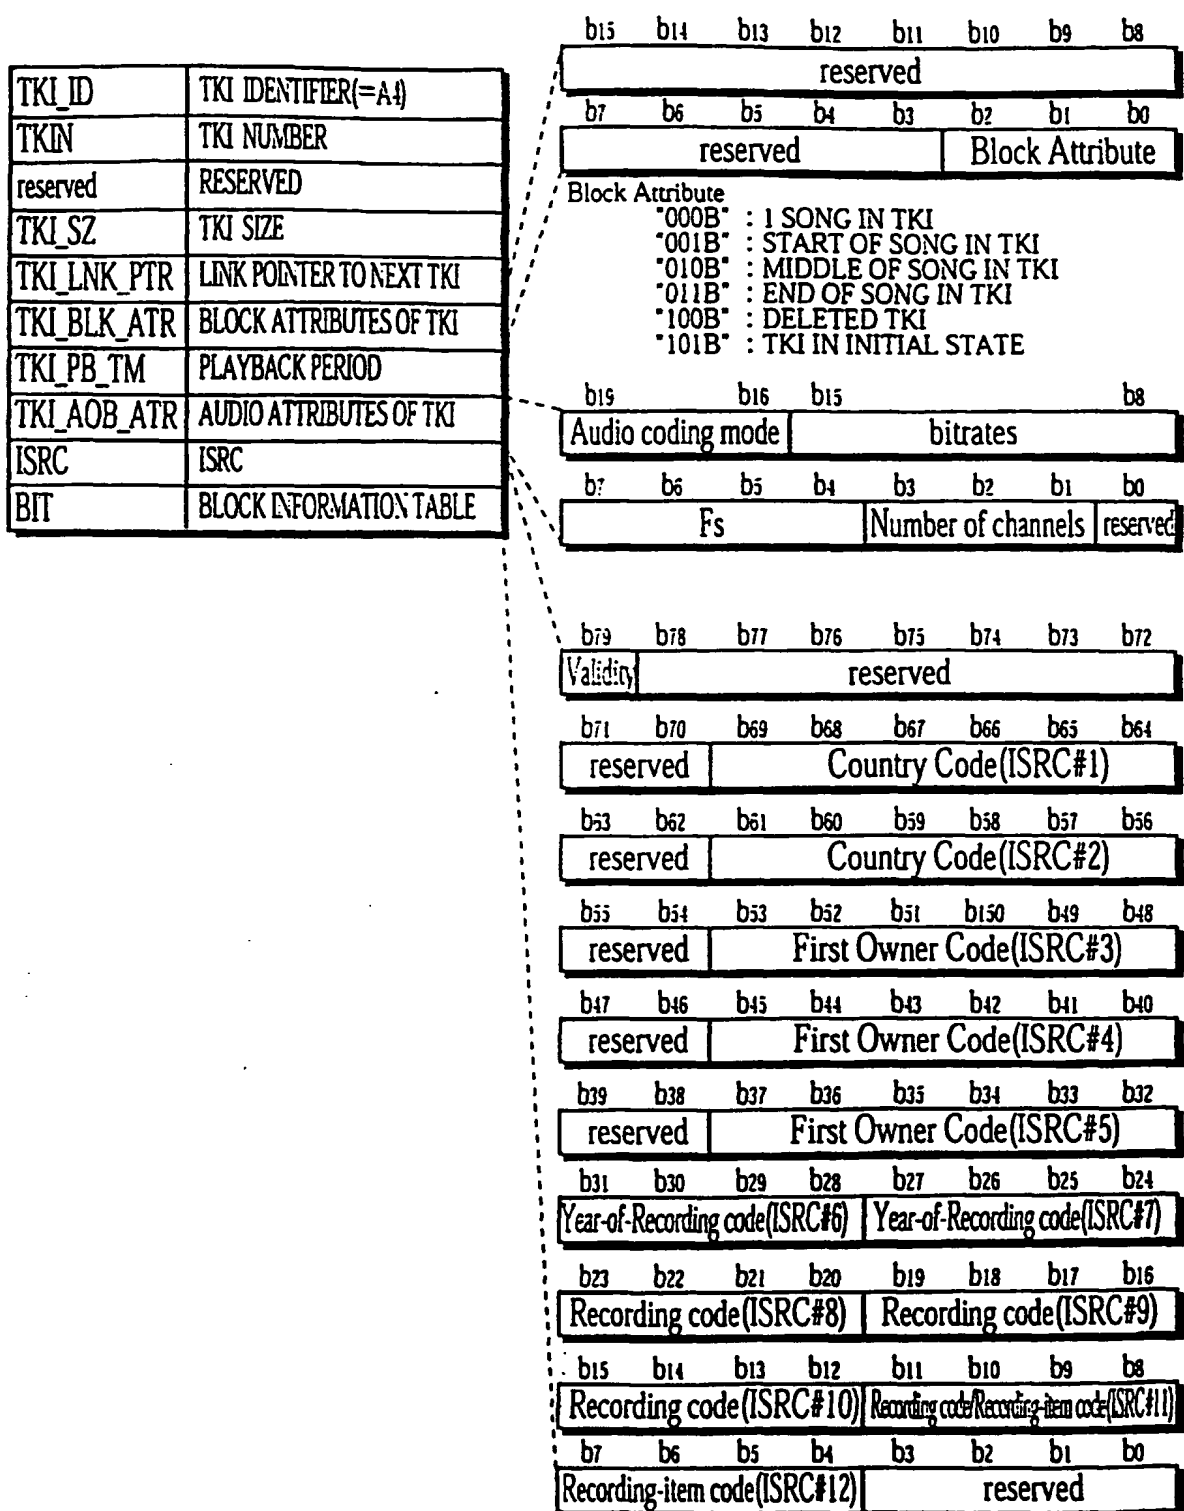 TKI_ID TKI IDENTIFIER(=A4)
TKIN TKI NUMBER
reserved RESERVED
TKI_SZ TKI SIZE
TKI_LNK_PTR LINK POINTER TO NEXT TKI
TKI_BLK_ATR BLOCK ATTRIBUTES OF TKI
TKI_PB_TM PLAYBACK PERIOD
TKI_AOB_ATR AUDIO ATTRIBUTES OF TKI
ISRC ISRC
BIT BLOCK INFORMATION TABLE
b15 b14 b13 b12 b11 b10 b9 b8
reserved
b7 b6 b5 b4 b3 b2 b1 b0
reserved Block Attribute
Block Attribute
"000B" : 1 SONG IN TKI
"001B" : START OF SONG IN TKI
"010B" : MIDDLE OF SONG IN TKI
"011B" : END OF SONG IN TKI
"100B" : DELETED TKI
"101B" : TKI IN INITIAL STATE
b19 b16 b15 b8
Audio coding mode bitrates
b7 b6 b5 b4 b3 b2 b1 b0
Fs Number of channels reserved
b79 b78 b77 b76 b75 b74 b73 b72
Validity reserved
b71 b70 b69 b68 b67 b66 b65 b64
reserved Country Code(ISRC#1)
b53 b62 b61 b60 b59 b58 b57 b56
reserved Country Code(ISRC#2)
b55 b54 b53 b52 b51 b150 b49 b48
reserved First Owner Code(ISRC#3)
b47 b46 b45 b44 b43 b42 b41 b40
reserved First Owner Code(ISRC#4)
b39 b38 b37 b36 b35 b34 b33 b32
reserved First Owner Code(ISRC#5)
b31 b30 b29 b28 b27 b26 b25 b24
Year-of-Recording code(ISRC#6) Year-of-Recording code(ISRC#7)
b23 b22 b21 b20 b19 b18 b17 b16
Recording code(ISRC#8) Recording code(ISRC#9)
b15 b14 b13 b12 b11 b10 b9 b8
Recording code(ISRC#10) Recording code/Recording-item code(ISRC#11)
b7 b6 b5 b4 b3 b2 b1 b0
Recording-item code(ISRC#12) reserved